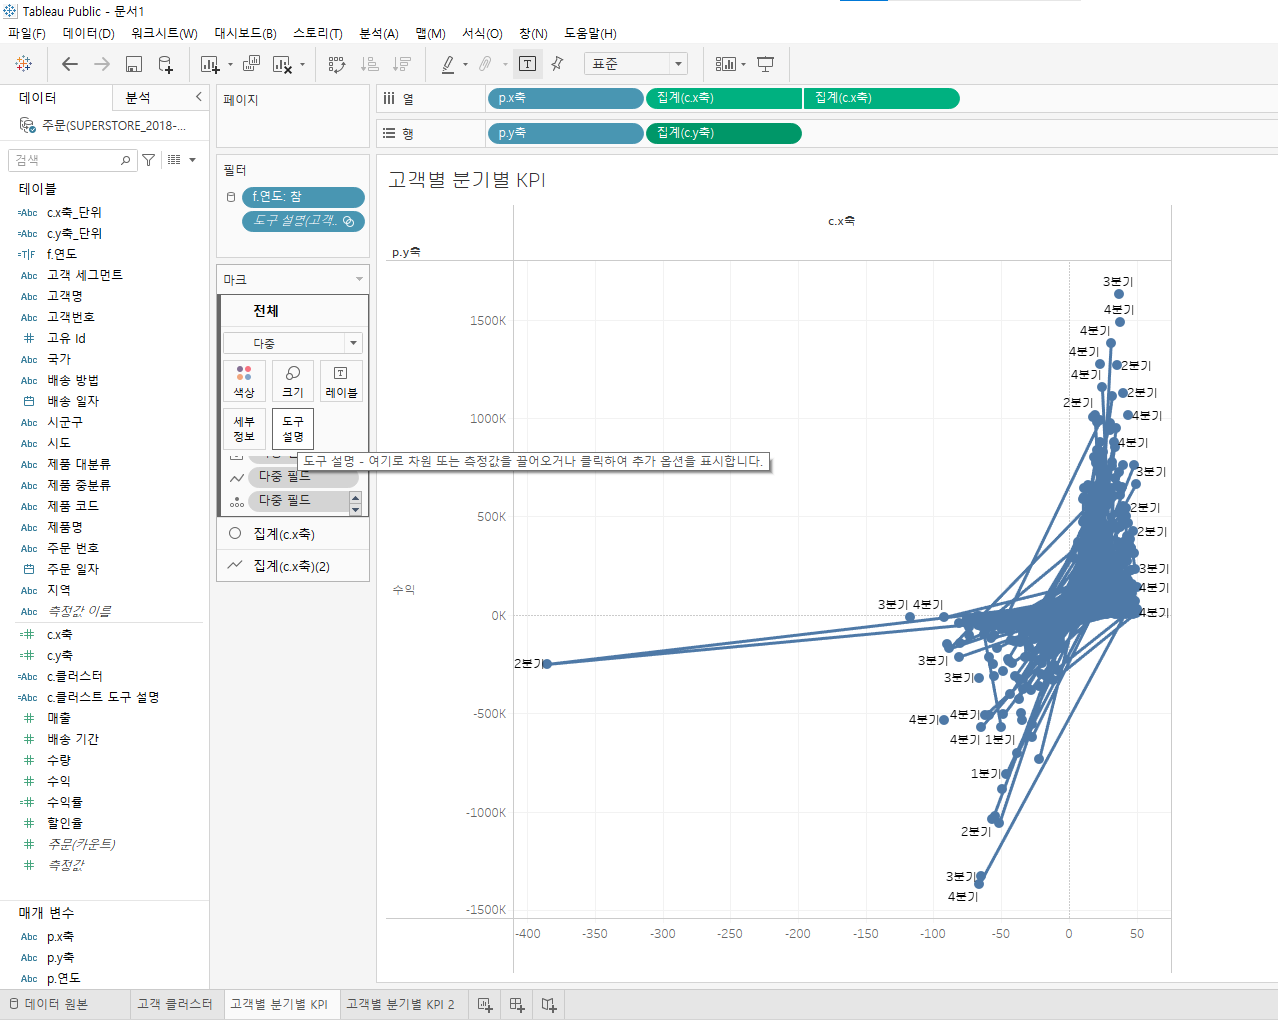 Tableau Public - 문서1
파일(F) 데이터(D) 워크시트(W) 대시보드(B) 스토리(T) 분석(A) 맵(M) 서식(O) 창(N) 도움말(H)
표준
데이터 분석
주문(SUPERSTORE_2018-...
검색
테이블
=Abc c.x축_단위
=Abc c.y축_단위
=T|F f.연도
Abc 고객 세그먼트
Abc 고객명
Abc 고객번호
고유 Id
Abc 국가
Abc 배송 방법
배송 일자
Abc 시군구
Abc 시도
Abc 제품 대분류
Abc 제품 중분류
Abc 제품 코드
Abc 제품명
Abc 주문 번호
주문 일자
Abc 지역
Abc 측정값 이름
c.x축
c.y축
=Abc c.클러스터
=Abc c.클러스트 도구 설명
매출
배송 기간
수량
수익
수익률
할인율
주문(카운트)
측정값
매개 변수
Abc p.x축
Abc p.y축
Abc p.연도
페이지
필터
f.연도: 참
도구 설명(고객..
마크
전체
다중
색상 크기 레이블
세부 정보 도구 설명
도구 설명 - 여기로 차원 또는 측정값을 끌어오거나 클릭하여 추가 옵션을 표시합니다.
다중 필드
다중 필드
집계(c.x축)
집계(c.x축)(2)
열 p.x축 집계(c.x축) 집계(c.x축)
행 p.y축 집계(c.y축)
고객별 분기별 KPI
c.x축
p.y축
수익
1500K
1000K
500K
0K
-500K
-1000K
-1500K
3분기
4분기
4분기
4분기
2분기
4분기
2분기
2분기
4분기
4분기
3분기
2분기
2분기
3분기
4분기
3분기 4분기
4분기
2분기
3분기
3분기
4분기 4분기
4분기 1분기
1분기
2분기
3분기
4분기
-400 -350 -300 -250 -200 -150 -100 -50 0 50
데이터 원본 고객 클러스터 고객별 분기별 KPI 고객별 분기별 KPI 2